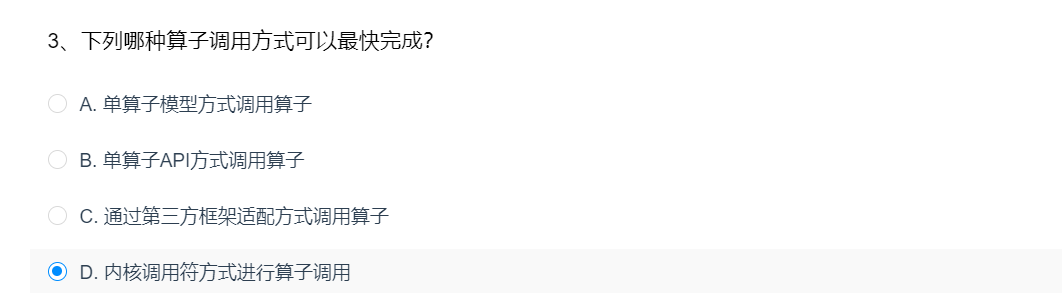 3、下列哪种算子调用方式可以最快完成？
A. 单算子模型方式调用算子
B. 单算子API方式调用算子
C. 通过第三方框架适配方式调用算子
D. 内核调用符方式进行算子调用